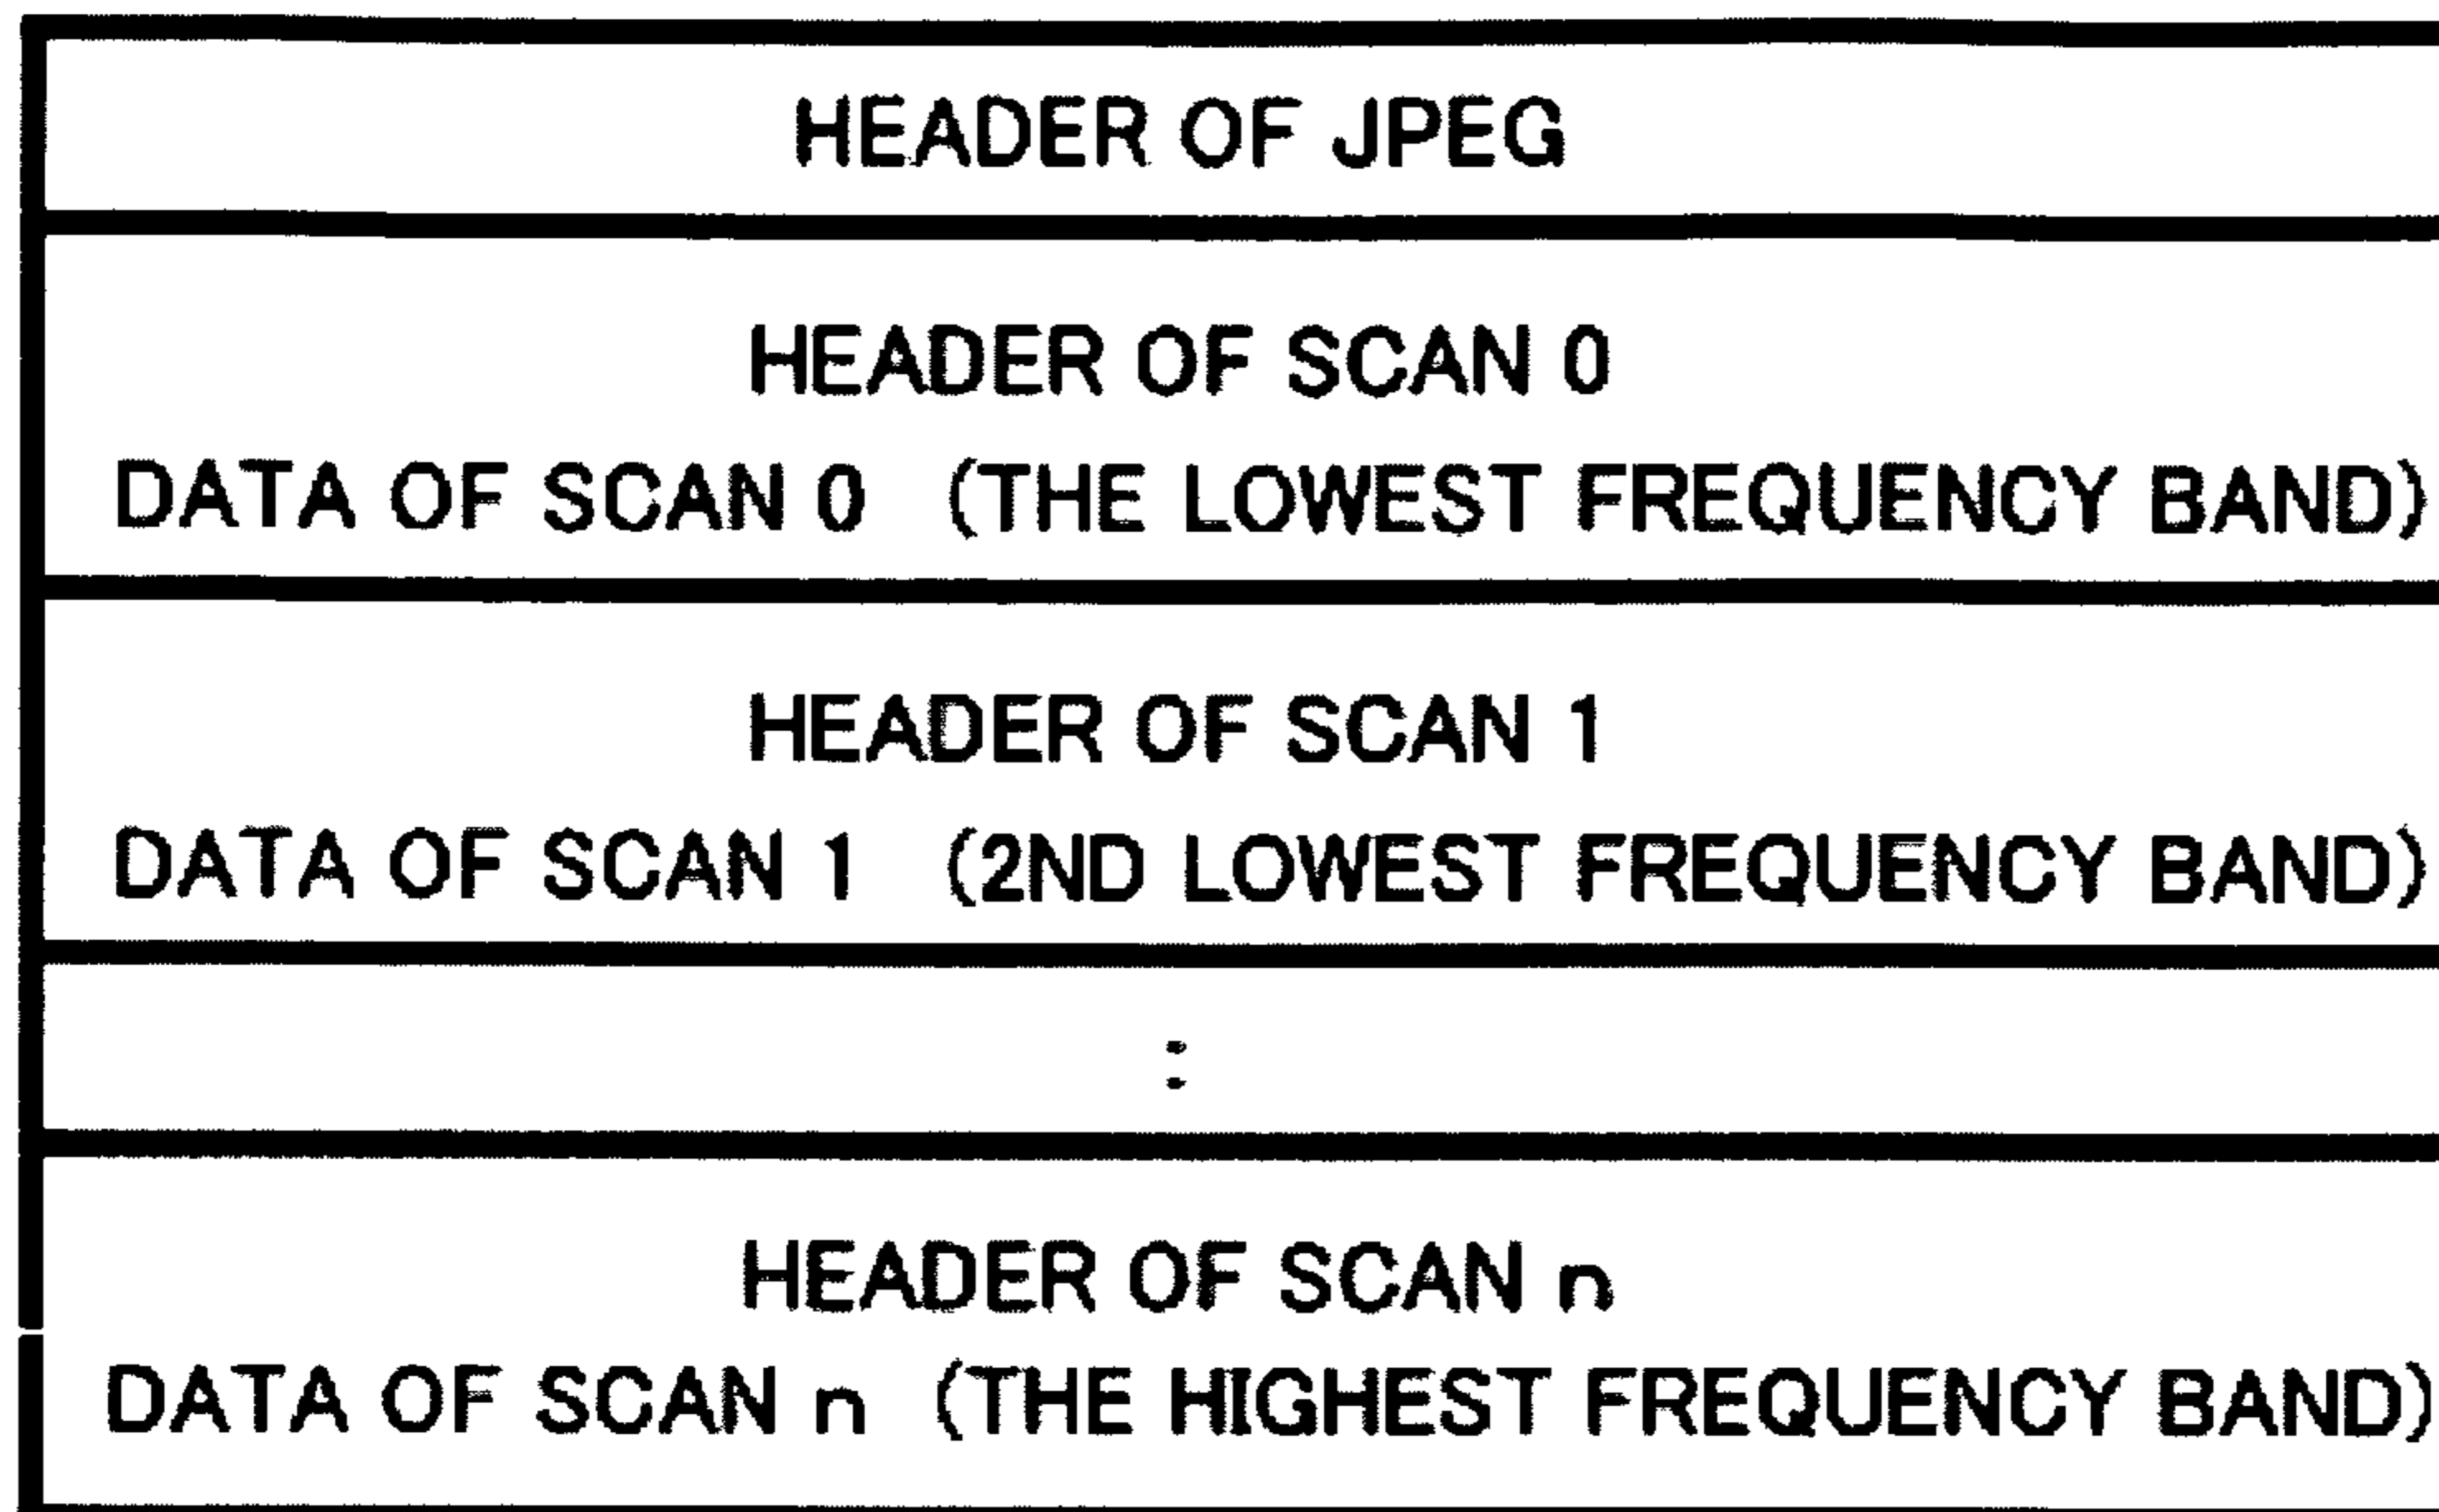 HEADER OF JPEG
HEADER OF SCAN 0
DATA OF SCAN 0 (THE LOWEST FREQUENCY BAND)
HEADER OF SCAN 1
DATA OF SCAN 1 (2ND LOWEST FREQUENCY BAND)
:
HEADER OF SCAN n
DATA OF SCAN n (THE HIGHEST FREQUENCY BAND)